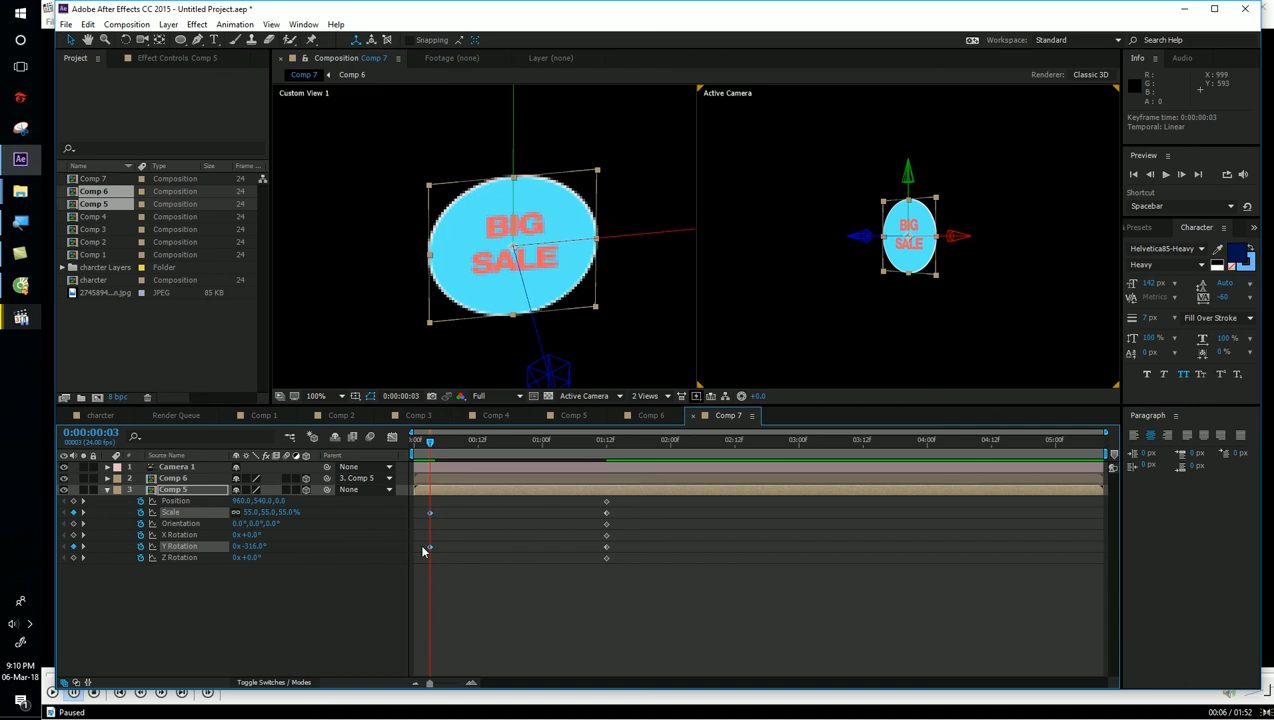 Adobe After Effects CC 2015 - Untitled Project.aep *
File Edit Composition Layer Effect Animation View Window Help
Snapping
Workspace: Standard
Search Help
Project
Effect Controls Comp 5
Composition Comp 7
Footage (none)
Layer (none)
Info
Audio
Comp 7
Comp 6
Renderer: Classic 3D
R :
G :
B :
A : 0
X : 999
Y : 593
Custom View 1
Active Camera
Keyframe time: 0:00:00:03
Temporal: Linear
Preview
Shortcut
Spacebar
Name Type Size Frame ...
Comp 7 Composition 24
Comp 6 Composition 24
Comp 5 Composition 24
Comp 4 Composition 24
Comp 3 Composition 24
Comp 2 Composition 24
Comp 1 Composition 24
charcter Layers Folder
charcter Composition 24
2745894...n.jpg JPEG 85 KB
BIG
SALE
BIG
SALE
Presets
Character
Helvetica85-Heavy
Heavy
142 px
Auto
Metrics
-60
7 px
Fill Over Stroke
100 %
100 %
0 px
0 %
8 bpc
100%
0:00:00:03
Full
Active Camera
2 Views
+0.0
Paragraph
0 px
0 px
0 px
0 px
0 px
charcter
Render Queue
Comp 1
Comp 2
Comp 3
Comp 4
Comp 5
Comp 6
Comp 7
0:00:00:03
00003 (24.00 fps)
:00f 00:12f 01:00f 01:12f 02:00f 02:12f 03:00f 03:12f 04:00f 04:12f 05:00f
# Source Name Parent
1 Camera 1 None
2 Comp 6 3. Comp 5
3 Comp 5 None
Position 960.0,540.0,0.0
Scale 55.0,55.0,55.0%
Orientation 0.0°,0.0°,0.0°
X Rotation 0x+0.0°
Y Rotation 0x-316.0°
Z Rotation 0x+0.0°
Toggle Switches / Modes
9:10 PM
06-Mar-18
Paused
00:06 / 01:52